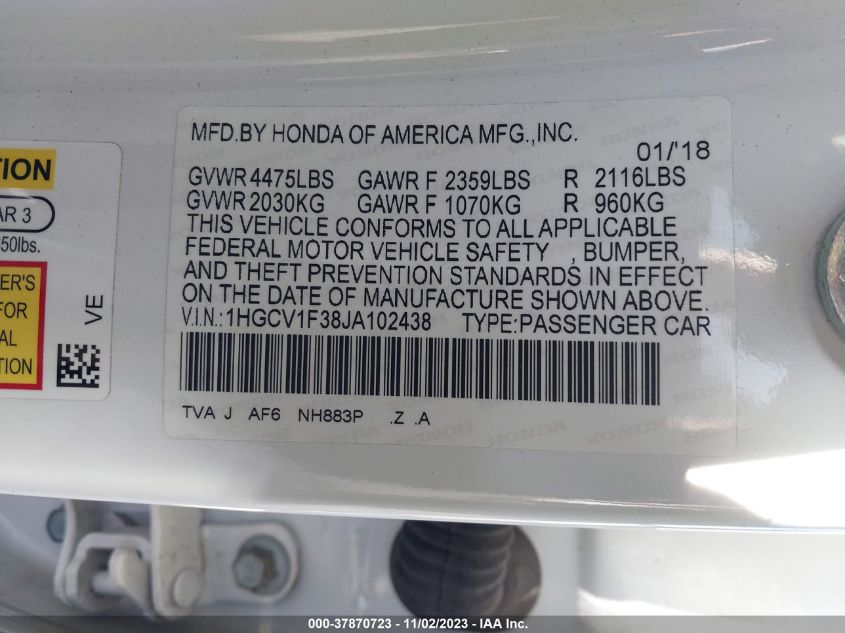 TION
AR 3
50lbs.
ER'S
FOR
AL
TION
VE
MFD.BY HONDA OF AMERICA MFG.,INC.
01/'18
GVWR 4475LBS GAWR F 2359LBS R 2116LBS
GVWR 2030KG GAWR F 1070KG R 960KG
THIS VEHICLE CONFORMS TO ALL APPLICABLE
FEDERAL MOTOR VEHICLE SAFETY , BUMPER,
AND THEFT PREVENTION STANDARDS IN EFFECT
ON THE DATE OF MANUFACTURE SHOWN ABOVE.
V.I.N.:1HGCV1F38JA102438 TYPE:PASSENGER CAR
TVA J AF6 NH883P .Z .A
HONDA HONDA HONDA
000-37870723 - 11/02/2023 - IAA Inc.